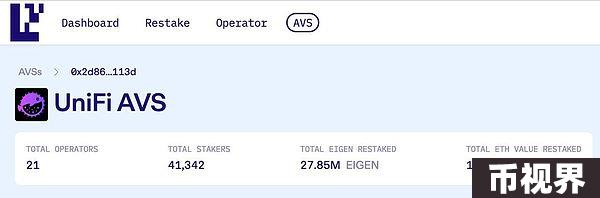 Dashboard Restake Operator AVS
AVSs > 0x2d86…113d
UniFi AVS
TOTAL OPERATORS TOTAL STAKERS TOTAL EIGEN RESTAKED TOTAL ETH VALUE RESTAKED
21 41,342 27.85M EIGEN
币视界